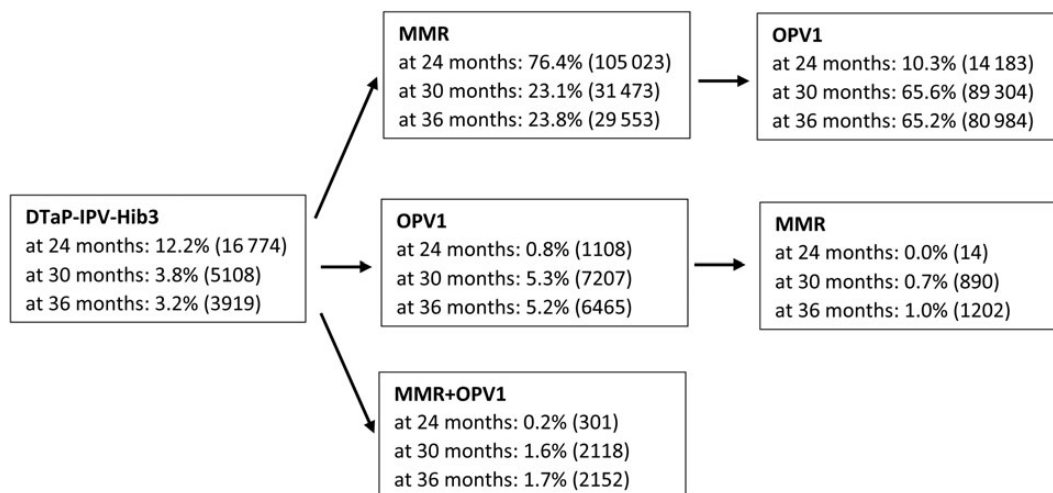 MMR
at 24 months: 76.4% (105 023)
at 30 months: 23.1% (31 473)
at 36 months: 23.8% (29 553)
OPV1
at 24 months: 10.3% (14 183)
at 30 months: 65.6% (89 304)
at 36 months: 65.2% (80 984)
DTaP-IPV-Hib3
at 24 months: 12.2% (16 774)
at 30 months: 3.8% (5108)
at 36 months: 3.2% (3919)
OPV1
at 24 months: 0.8% (1108)
at 30 months: 5.3% (7207)
at 36 months: 5.2% (6465)
MMR
at 24 months: 0.0% (14)
at 30 months: 0.7% (890)
at 36 months: 1.0% (1202)
MMR+OPV1
at 24 months: 0.2% (301)
at 30 months: 1.6% (2118)
at 36 months: 1.7% (2152)